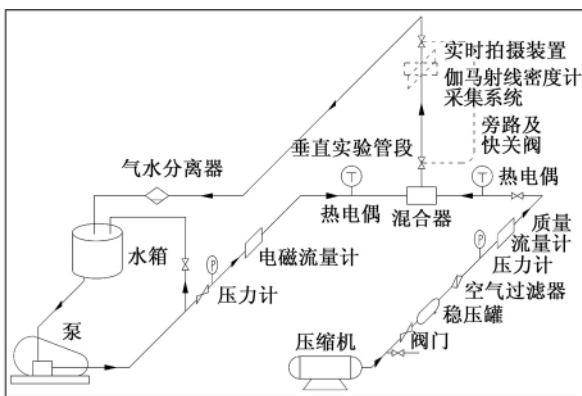 实时拍摄装置
伽马射线密度计
采集系统
旁路及
快关阀
垂直实验管段
气水分离器
T
T
热电偶
热电偶
混合器
质量
流量计
水箱
电磁流量计
P
P
压力计
压力计
空气过滤器
稳压罐
泵
压缩机
阀门